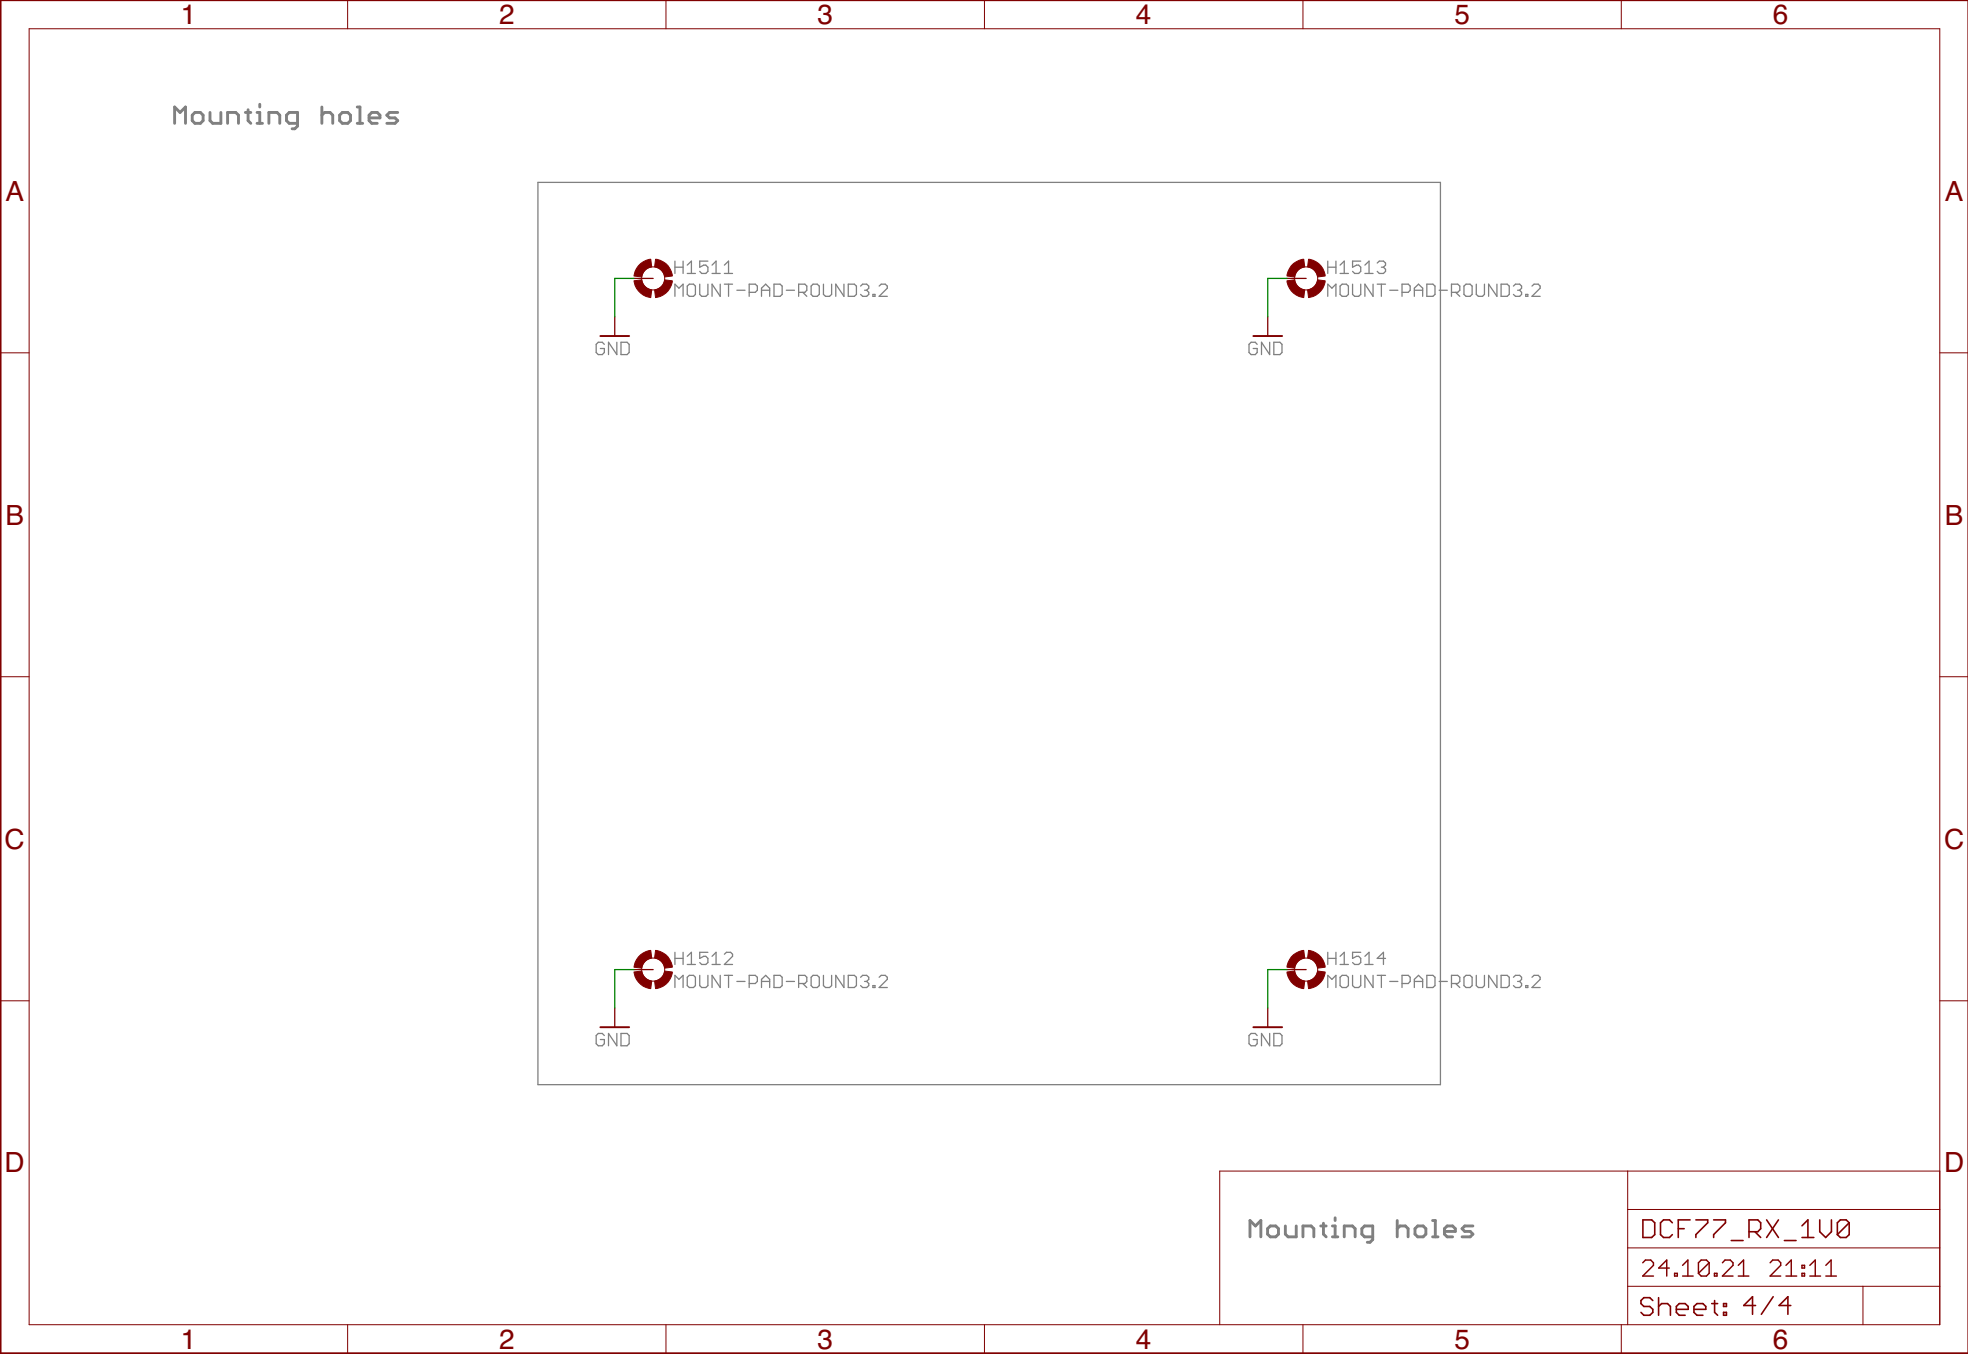 1 2 3 4 5 6
Mounting holes
A A
H1511 H1513
MOUNT-PAD-ROUND3.2 MOUNT-PAD-ROUND3.2
GND GND
B B
C C
H1512 H1514
MOUNT-PAD-ROUND3.2 MOUNT-PAD-ROUND3.2
GND GND
D D
Mounting holes
DCF77_RX_1V0
24.10.21 21:11
Sheet: 4/4
1 2 3 4 5 6